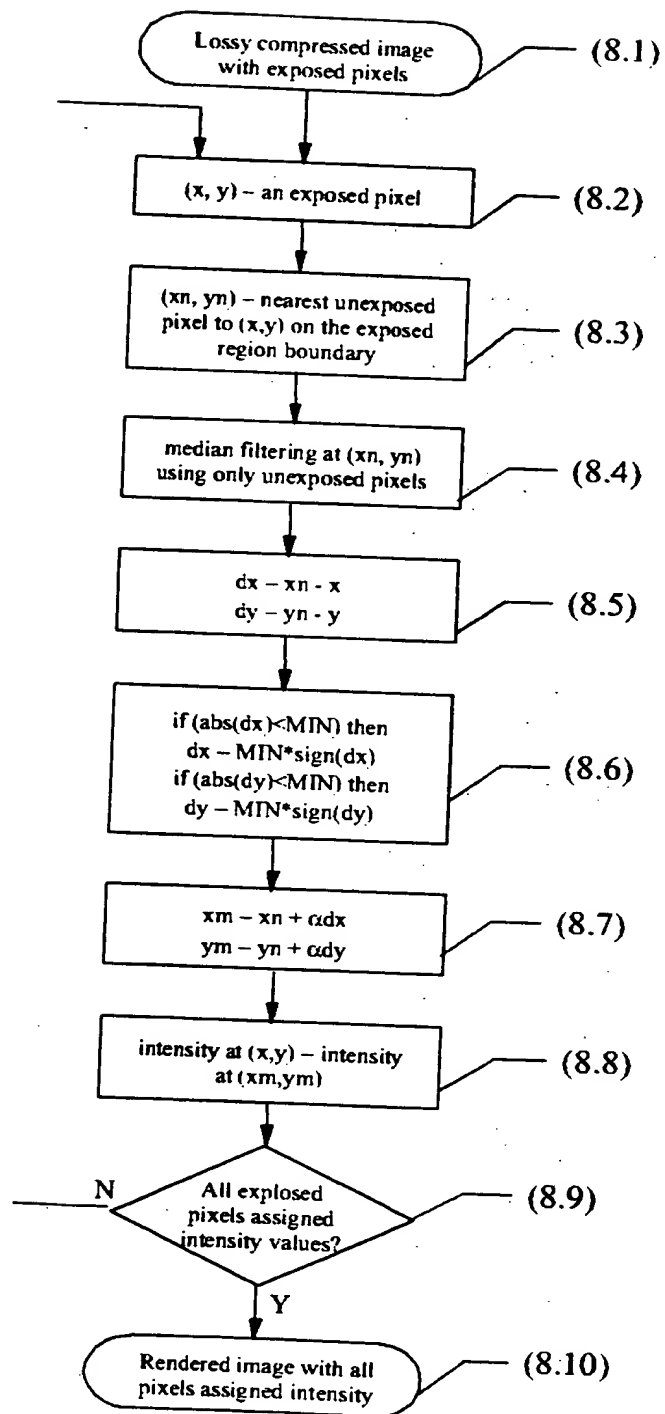 Lossy compressed image
with exposed pixels
(8.1)
(x, y) – an exposed pixel
(8.2)
(xn, yn) – nearest unexposed
pixel to (x,y) on the exposed
region boundary
(8.3)
median filtering at (xn, yn)
using only unexposed pixels
(8.4)
dx – xn - x
dy – yn - y
(8.5)
if (abs(dx)<MIN) then
dx – MIN*sign(dx)
if (abs(dy)<MIN) then
dy – MIN*sign(dy)
(8.6)
xm – xn + αdx
ym – yn + αdy
(8.7)
intensity at (x,y) – intensity
at (xm,ym)
(8.8)
N
All explosed
pixels assigned
intensity values?
(8.9)
Y
Rendered image with all
pixels assigned intensity
(8.10)